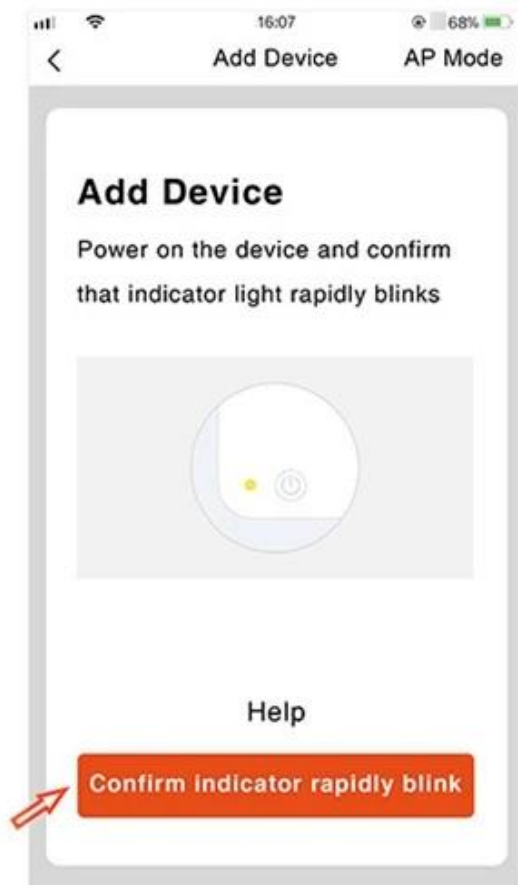 16:07
68%
Add Device
AP Mode
Add Device
Power on the device and confirm
that indicator light rapidly blinks
Help
Confirm indicator rapidly blink